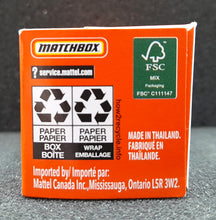 MATCHBOX
? service.mattel.com
FSC
MIX
Packaging
FSC™ C111147
PAPER PAPIER
BOX BOÎTE
PAPER PAPIER
WRAP EMBALLAGE
how2recycle.info
MADE IN THAILAND.
FABRIQUÉ EN THAÏLANDE.
Imported by/Importé par:
Mattel Canada Inc., Mississauga, Ontario L5R 3W2.